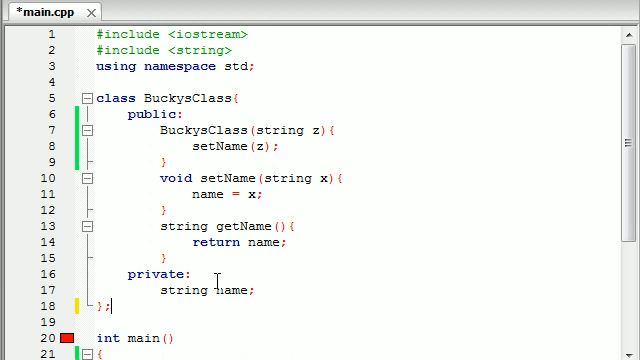 *main.cpp
1 #include <iostream>
2 #include <string>
3 using namespace std;
4
5 class BuckysClass{
6 public:
7 BuckysClass(string z){
8 setName(z);
9 }
10 void setName(string x){
11 name = x;
12 }
13 string getName(){
14 return name;
15 }
16 private:
17 string name;
18 };
19
20 int main()
21 {